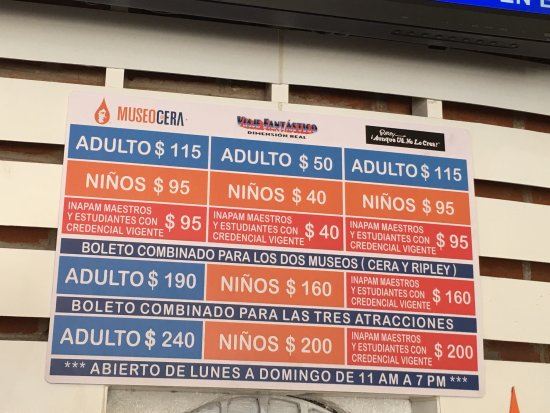 EN E
MUSEOCERA
VIAJE FANTÁSTICO
DIMENSIÓN REAL
Ripley
¡Aunque Ud. No Lo Crea!
ADULTO $ 115
ADULTO $ 50
ADULTO $ 115
NIÑOS $ 95
NIÑOS $ 40
NIÑOS $ 95
INAPAM MAESTROS
Y ESTUDIANTES CON
CREDENCIAL VIGENTE
$ 95
INAPAM MAESTROS
Y ESTUDIANTES CON
CREDENCIAL VIGENTE
$ 40
INAPAM MAESTROS
Y ESTUDIANTES CON
CREDENCIAL VIGENTE
$ 95
BOLETO COMBINADO PARA LOS DOS MUSEOS ( CERA Y RIPLEY )
ADULTO $ 190
NIÑOS $ 160
INAPAM MAESTROS
Y ESTUDIANTES CON
CREDENCIAL VIGENTE
$ 160
BOLETO COMBINADO PARA LAS TRES ATRACCIONES
ADULTO $ 240
NIÑOS $ 200
INAPAM MAESTROS
Y ESTUDIANTES CON
CREDENCIAL VIGENTE
$ 200
*** ABIERTO DE LUNES A DOMINGO DE 11 AM A 7 PM ***